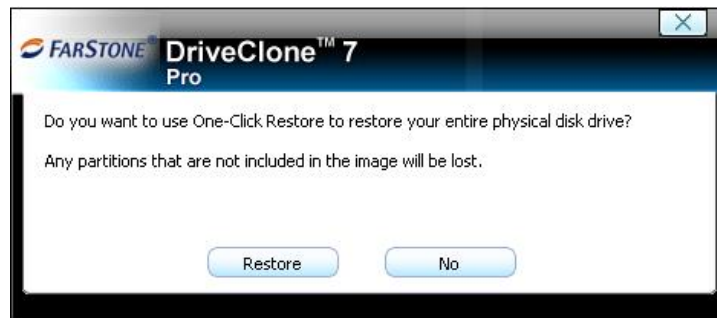 FARSTONE® DriveClone™ 7
Pro
Do you want to use One-Click Restore to restore your entire physical disk drive?
Any partitions that are not included in the image will be lost.
Restore No